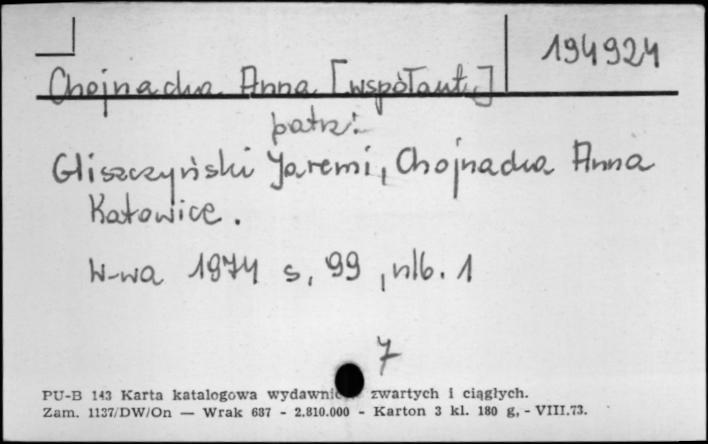 194924
Chojnacka Anna [współaut.]
patrz:
Gliszczyński Jaremi, Chojnacka Anna
Katowice.
W-wa 1974 s. 99, nlb. 1
7
PU-B 143 Karta katalogowa wydawnic zwartych i ciągłych.
Zam. 1137/DW/On — Wrak 687 - 2.810.000 - Karton 3 kl. 180 g, - VIII.73.